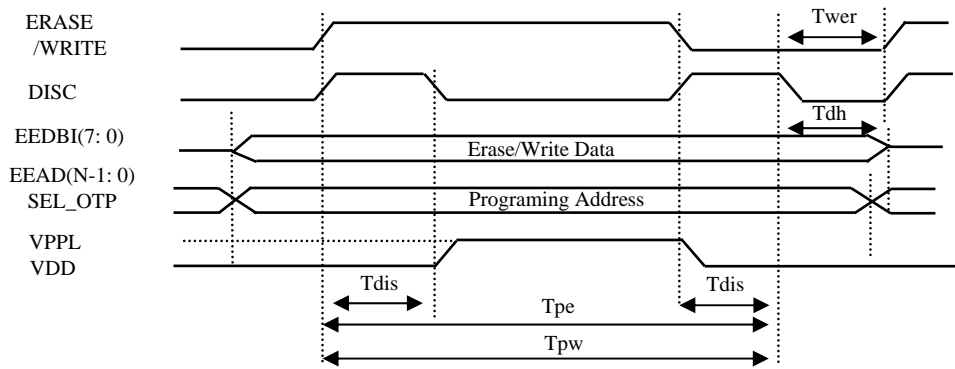 ERASE
/WRITE
Twer
DISC
Tdh
EEDBI(7: 0)
Erase/Write Data
EEAD(N-1: 0)
SEL_OTP
Programing Address
VPPL
VDD
Tdis
Tdis
Tpe
Tpw